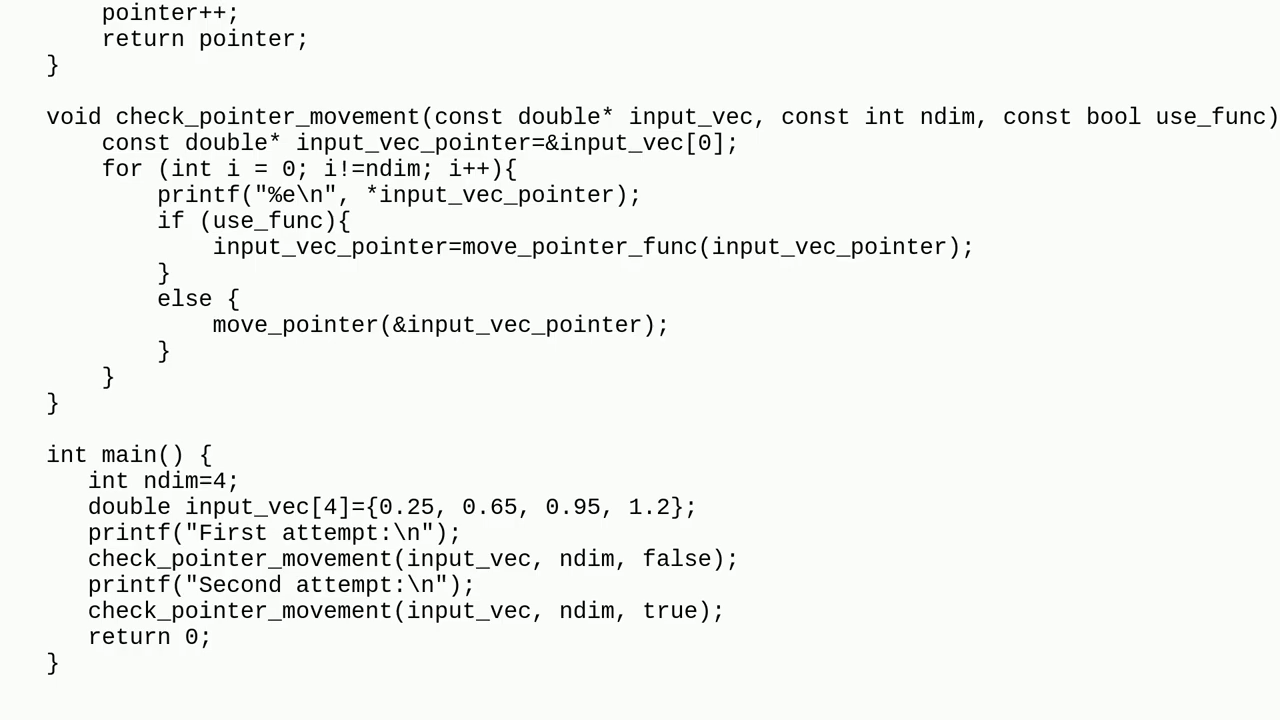 pointer++;
return pointer;
}
void check_pointer_movement(const double* input_vec, const int ndim, const bool use_func)
const double* input_vec_pointer=&input_vec[0];
for (int i = 0; i!=ndim; i++){
printf("%e\n", *input_vec_pointer);
if (use_func){
input_vec_pointer=move_pointer_func(input_vec_pointer);
}
else {
move_pointer(&input_vec_pointer);
}
}
}
int main() {
int ndim=4;
double input_vec[4]={0.25, 0.65, 0.95, 1.2};
printf("First attempt:\n");
check_pointer_movement(input_vec, ndim, false);
printf("Second attempt:\n");
check_pointer_movement(input_vec, ndim, true);
return 0;
}